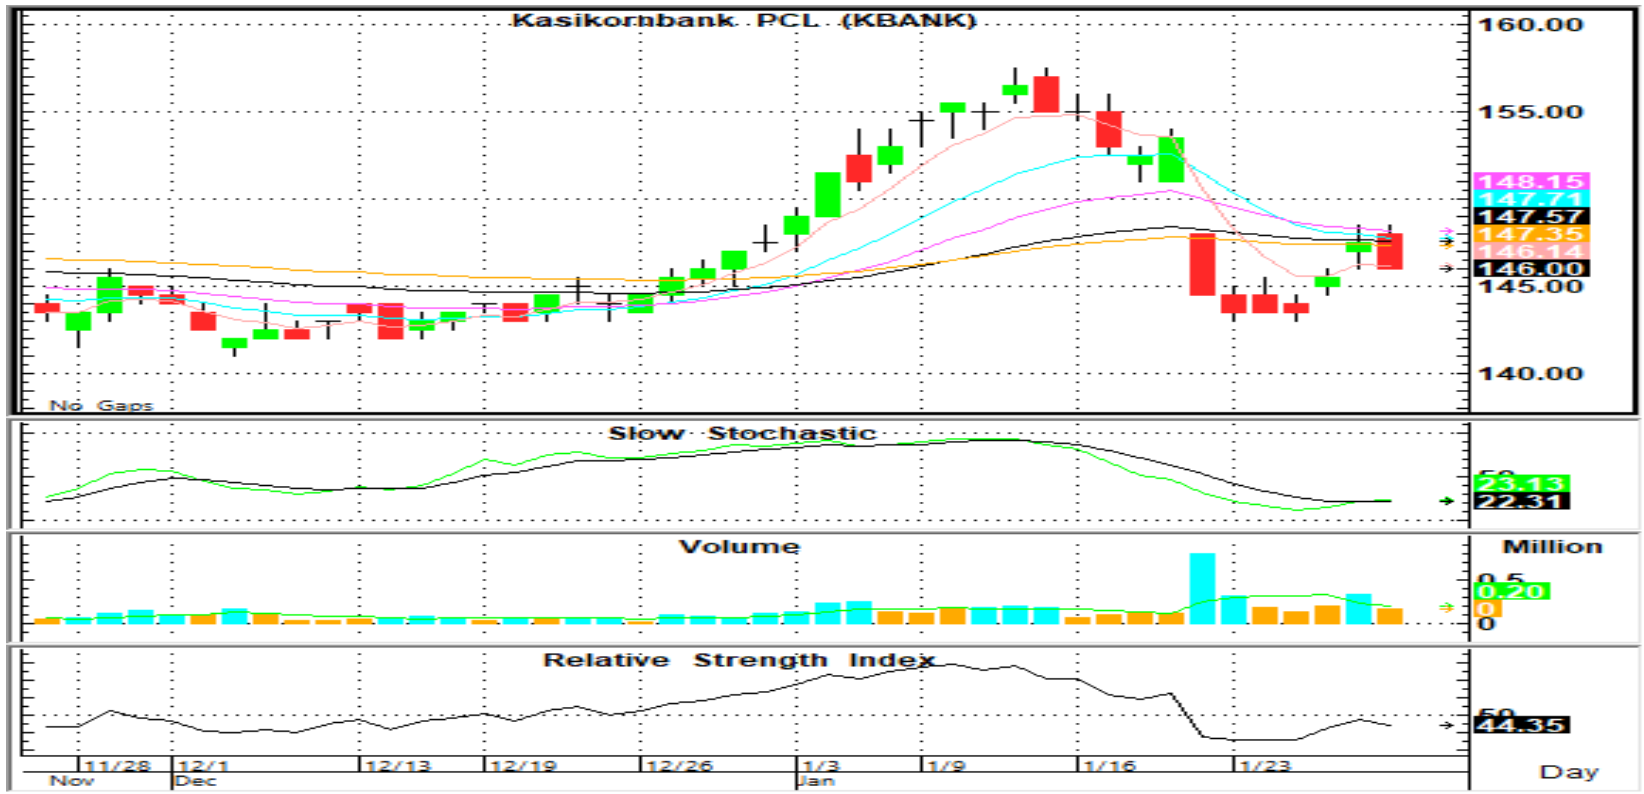 Kasikornbank PCL (KBANK)
160.00
155.00
148.15
147.71
147.57
147.35
146.14
146.00
145.00
140.00
No Gaps
Slow Stochastic
50
23.13
22.31
Volume
Million
0.5
0.20
0
0
Relative Strength Index
50
44.35
11/28 12/1 12/13 12/19 12/26 1/3 1/9 1/16 1/23
Nov Dec Jan
Day